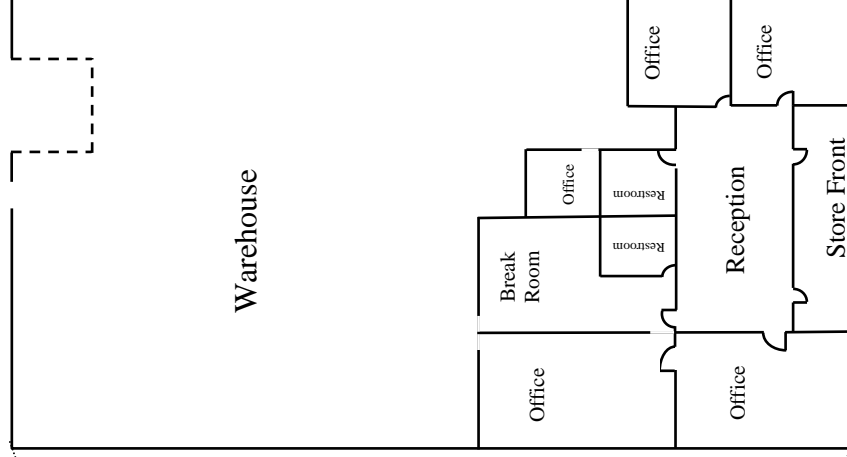 Office
Office
Warehouse
Office
Restroom
Restroom
Reception
Store Front
Break
Room
Office
Office